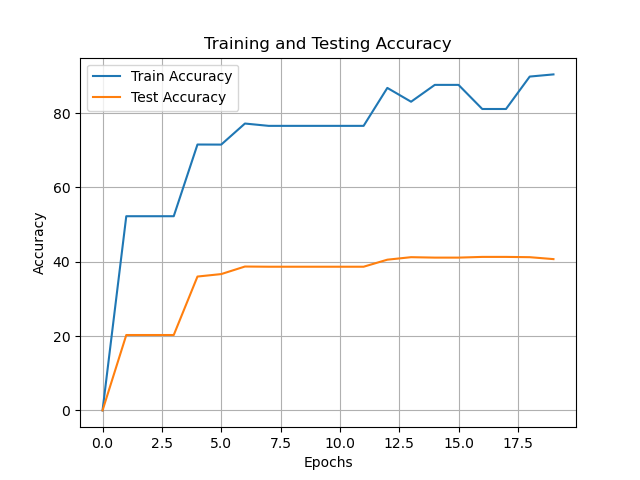 Training and Testing Accuracy
Train Accuracy
Test Accuracy
80
60
40
20
0
Accuracy
0.0 2.5 5.0 7.5 10.0 12.5 15.0 17.5
Epochs